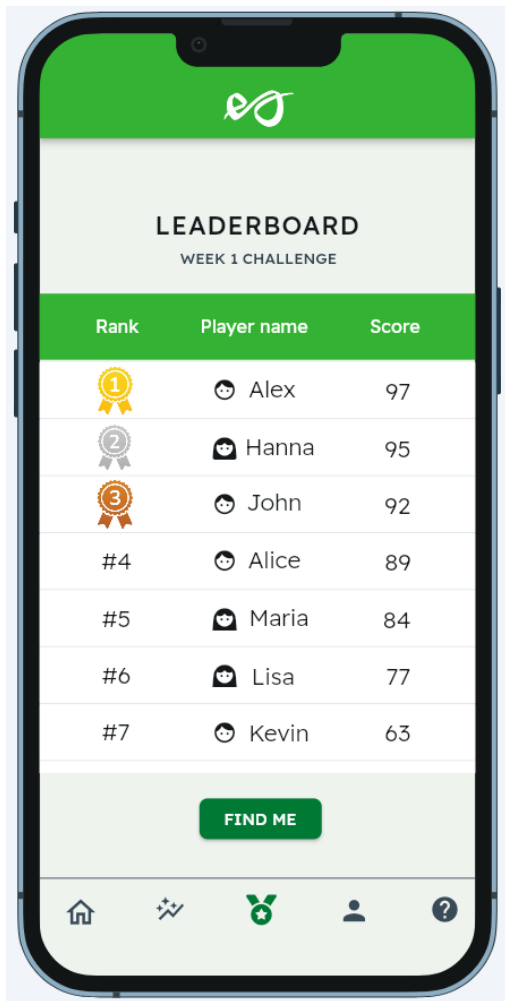 LEADERBOARD
WEEK 1 CHALLENGE
Rank Player name Score
1 Alex 97
2 Hanna 95
3 John 92
#4 Alice 89
#5 Maria 84
#6 Lisa 77
#7 Kevin 63
FIND ME
?